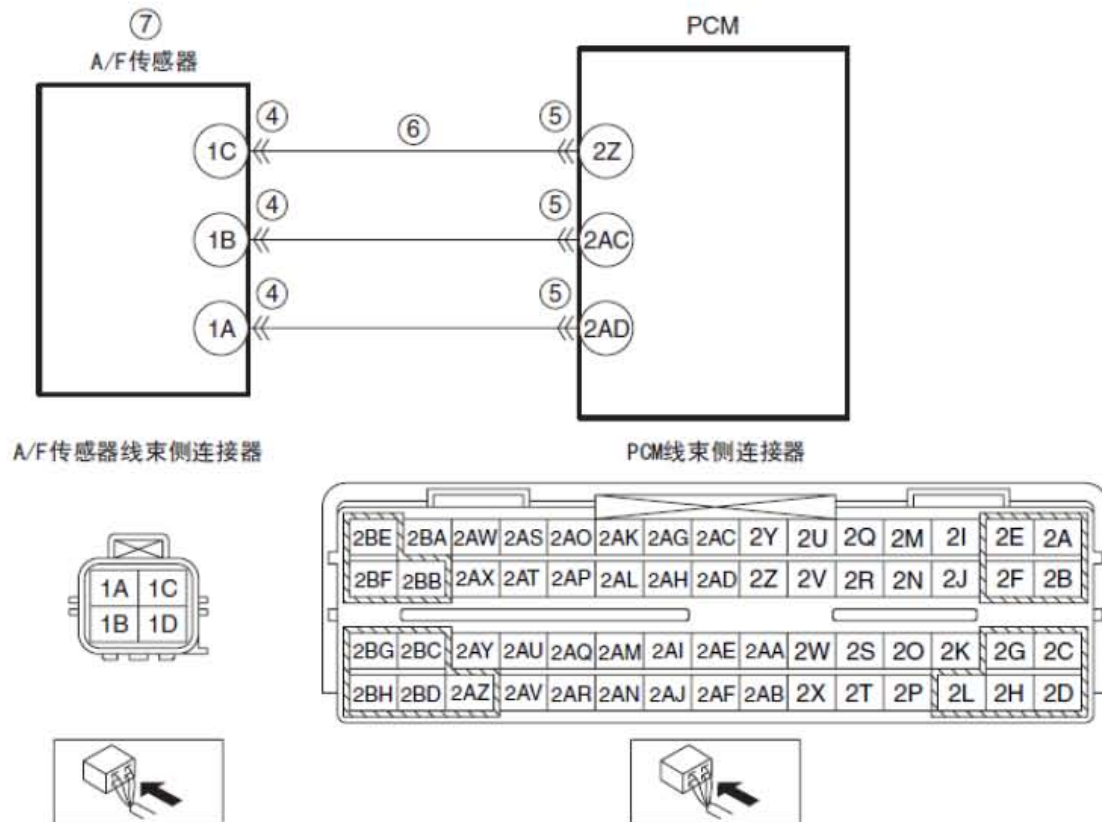 ⑦
A/F传感器
PCM
④ ⑥ ⑤
1C 2Z
④ ⑤
1B 2AC
④ ⑤
1A 2AD
A/F传感器线束侧连接器
PCM线束侧连接器
1A 1C
1B 1D
2BE 2BA 2AW 2AS 2AO 2AK 2AG 2AC 2Y 2U 2Q 2M 2I 2E 2A
2BF 2BB 2AX 2AT 2AP 2AL 2AH 2AD 2Z 2V 2R 2N 2J 2F 2B
2BG 2BC 2AY 2AU 2AQ 2AM 2AI 2AE 2AA 2W 2S 2O 2K 2G 2C
2BH 2BD 2AZ 2AV 2AR 2AN 2AJ 2AF 2AB 2X 2T 2P 2L 2H 2D